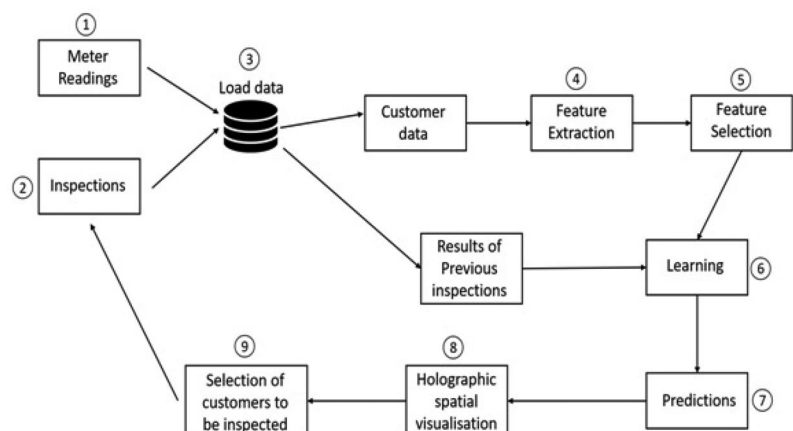 1
Meter
Readings
2
Inspections
3
Load data
Customer
data
4
Feature
Extraction
5
Feature
Selection
Results of
Previous
inspections
Learning
6
Predictions
7
8
Holographic
spatial
visualisation
9
Selection of
customers to
be inspected